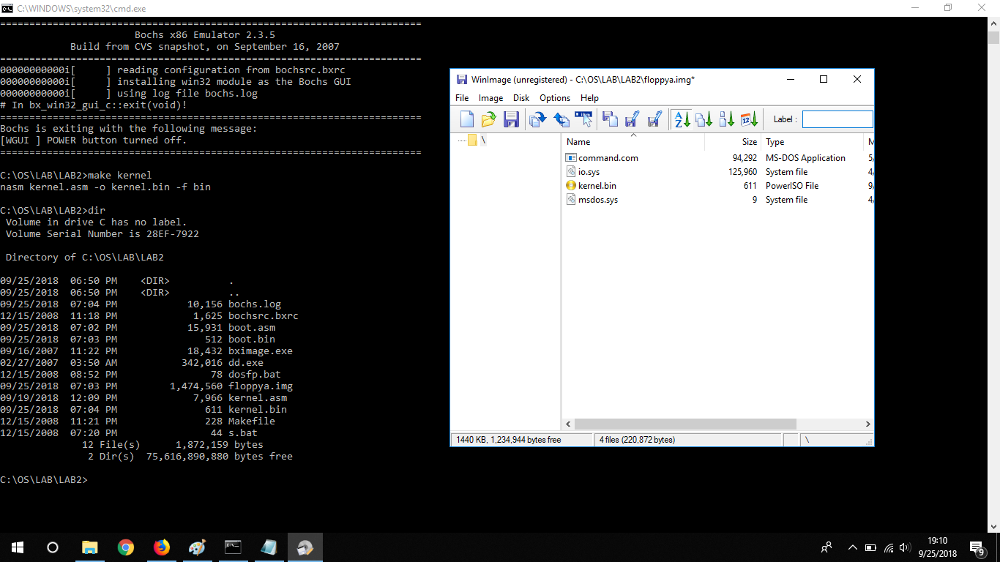 C:\WINDOWS\system32\cmd.exe
========================================================================
Bochs x86 Emulator 2.3.5
Build from CVS snapshot, on September 16, 2007
========================================================================
00000000000i[     ] reading configuration from bochsrc.bxrc
00000000000i[     ] installing win32 module as the Bochs GUI
00000000000i[     ] using log file bochs.log
# In bx_win32_gui_c::exit(void)!
========================================================================
Bochs is exiting with the following message:
[WGUI ] POWER button turned off.
========================================================================
C:\OS\LAB\LAB2>make kernel
nasm kernel.asm -o kernel.bin -f bin
C:\OS\LAB\LAB2>dir
Volume in drive C has no label.
Volume Serial Number is 28EF-7922
Directory of C:\OS\LAB\LAB2
09/25/2018  06:50 PM    <DIR>          .
09/25/2018  06:50 PM    <DIR>          ..
09/25/2018  07:04 PM            10,156 bochs.log
12/15/2008  11:18 PM             1,625 bochsrc.bxrc
09/25/2018  07:02 PM            15,931 boot.asm
09/25/2018  07:03 PM               512 boot.bin
09/16/2007  11:22 PM            18,432 bximage.exe
02/27/2007  03:50 AM           342,016 dd.exe
12/15/2008  08:52 PM                78 dosfp.bat
09/25/2018  07:03 PM         1,474,560 floppya.img
09/19/2018  12:09 PM             7,966 kernel.asm
09/25/2018  07:04 PM               611 kernel.bin
12/15/2008  11:21 PM               228 Makefile
12/15/2008  07:20 PM                44 s.bat
12 File(s)      1,872,159 bytes
2 Dir(s)  75,616,890,880 bytes free
C:\OS\LAB\LAB2>
WinImage (unregistered) - C:\OS\LAB\LAB2\floppya.img*
File Image Disk Options Help
Label :
\
Name Size Type M
command.com 94,292 MS-DOS Application 5/
io.sys 125,960 System file 4/
kernel.bin 611 PowerISO File 9/
msdos.sys 9 System file 4/
1440 KB, 1,234,944 bytes free 4 files (220,872 bytes) \
19:10
9/25/2018
9